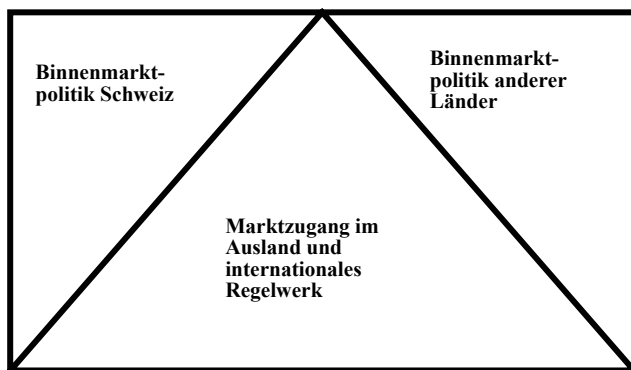 Binnenmarkt-
politik Schweiz
Binnenmarkt-
politik anderer
Länder
Marktzugang im
Ausland und
internationales
Regelwerk